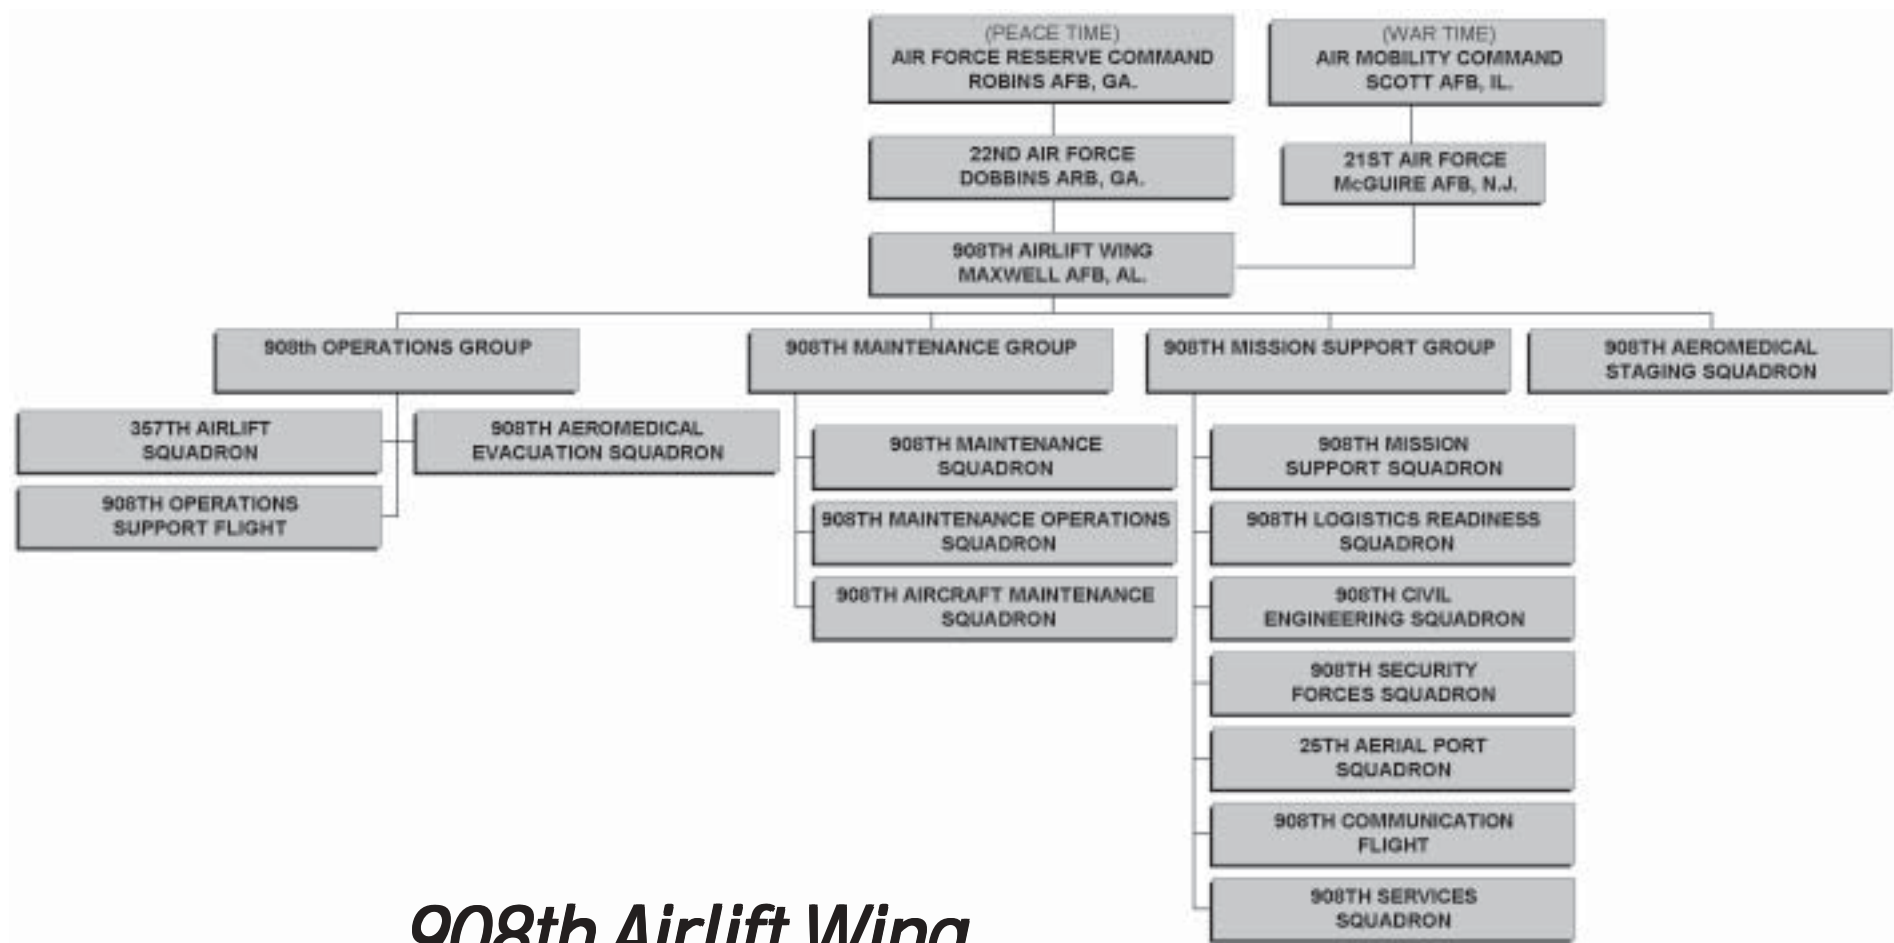 (PEACE TIME)
AIR FORCE RESERVE COMMAND
ROBINS AFB, GA.
(WAR TIME)
AIR MOBILITY COMMAND
SCOTT AFB, IL.
22ND AIR FORCE
DOBBINS ARB, GA.
21ST AIR FORCE
McGUIRE AFB, N.J.
908TH AIRLIFT WING
MAXWELL AFB, AL.
908th OPERATIONS GROUP
908TH MAINTENANCE GROUP
908TH MISSION SUPPORT GROUP
908TH AEROMEDICAL
STAGING SQUADRON
357TH AIRLIFT
SQUADRON
908TH AEROMEDICAL
EVACUATION SQUADRON
908TH OPERATIONS
SUPPORT FLIGHT
908TH MAINTENANCE
SQUADRON
908TH MAINTENANCE OPERATIONS
SQUADRON
908TH AIRCRAFT MAINTENANCE
SQUADRON
908TH MISSION
SUPPORT SQUADRON
908TH LOGISTICS READINESS
SQUADRON
908TH CIVIL
ENGINEERING SQUADRON
908TH SECURITY
FORCES SQUADRON
25TH AERIAL PORT
SQUADRON
908TH COMMUNICATION
FLIGHT
908TH SERVICES
SQUADRON
908th Airlift Wing